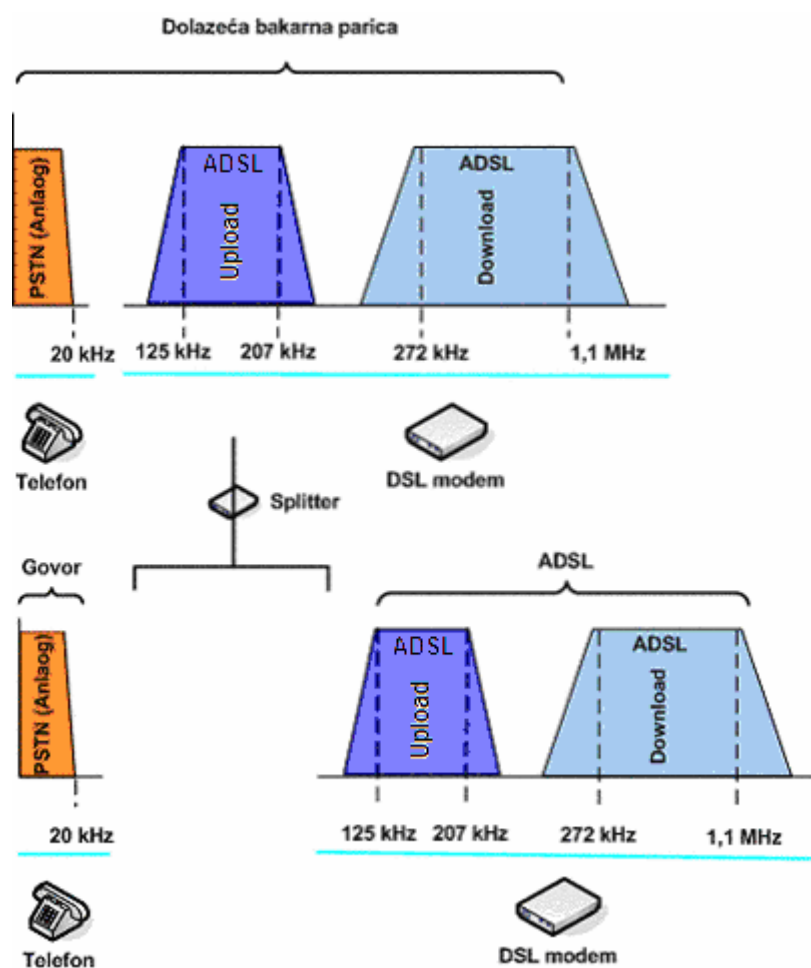 Dolazeća bakarna parica
PSTN (Anlaog)
ADSL
Upload
ADSL
Download
20 kHz
125 kHz
207 kHz
272 kHz
1,1 MHz
Telefon
DSL modem
Splitter
Govor
ADSL
PSTN (Anlaog)
ADSL
Upload
ADSL
Download
20 kHz
125 kHz
207 kHz
272 kHz
1,1 MHz
Telefon
DSL modem